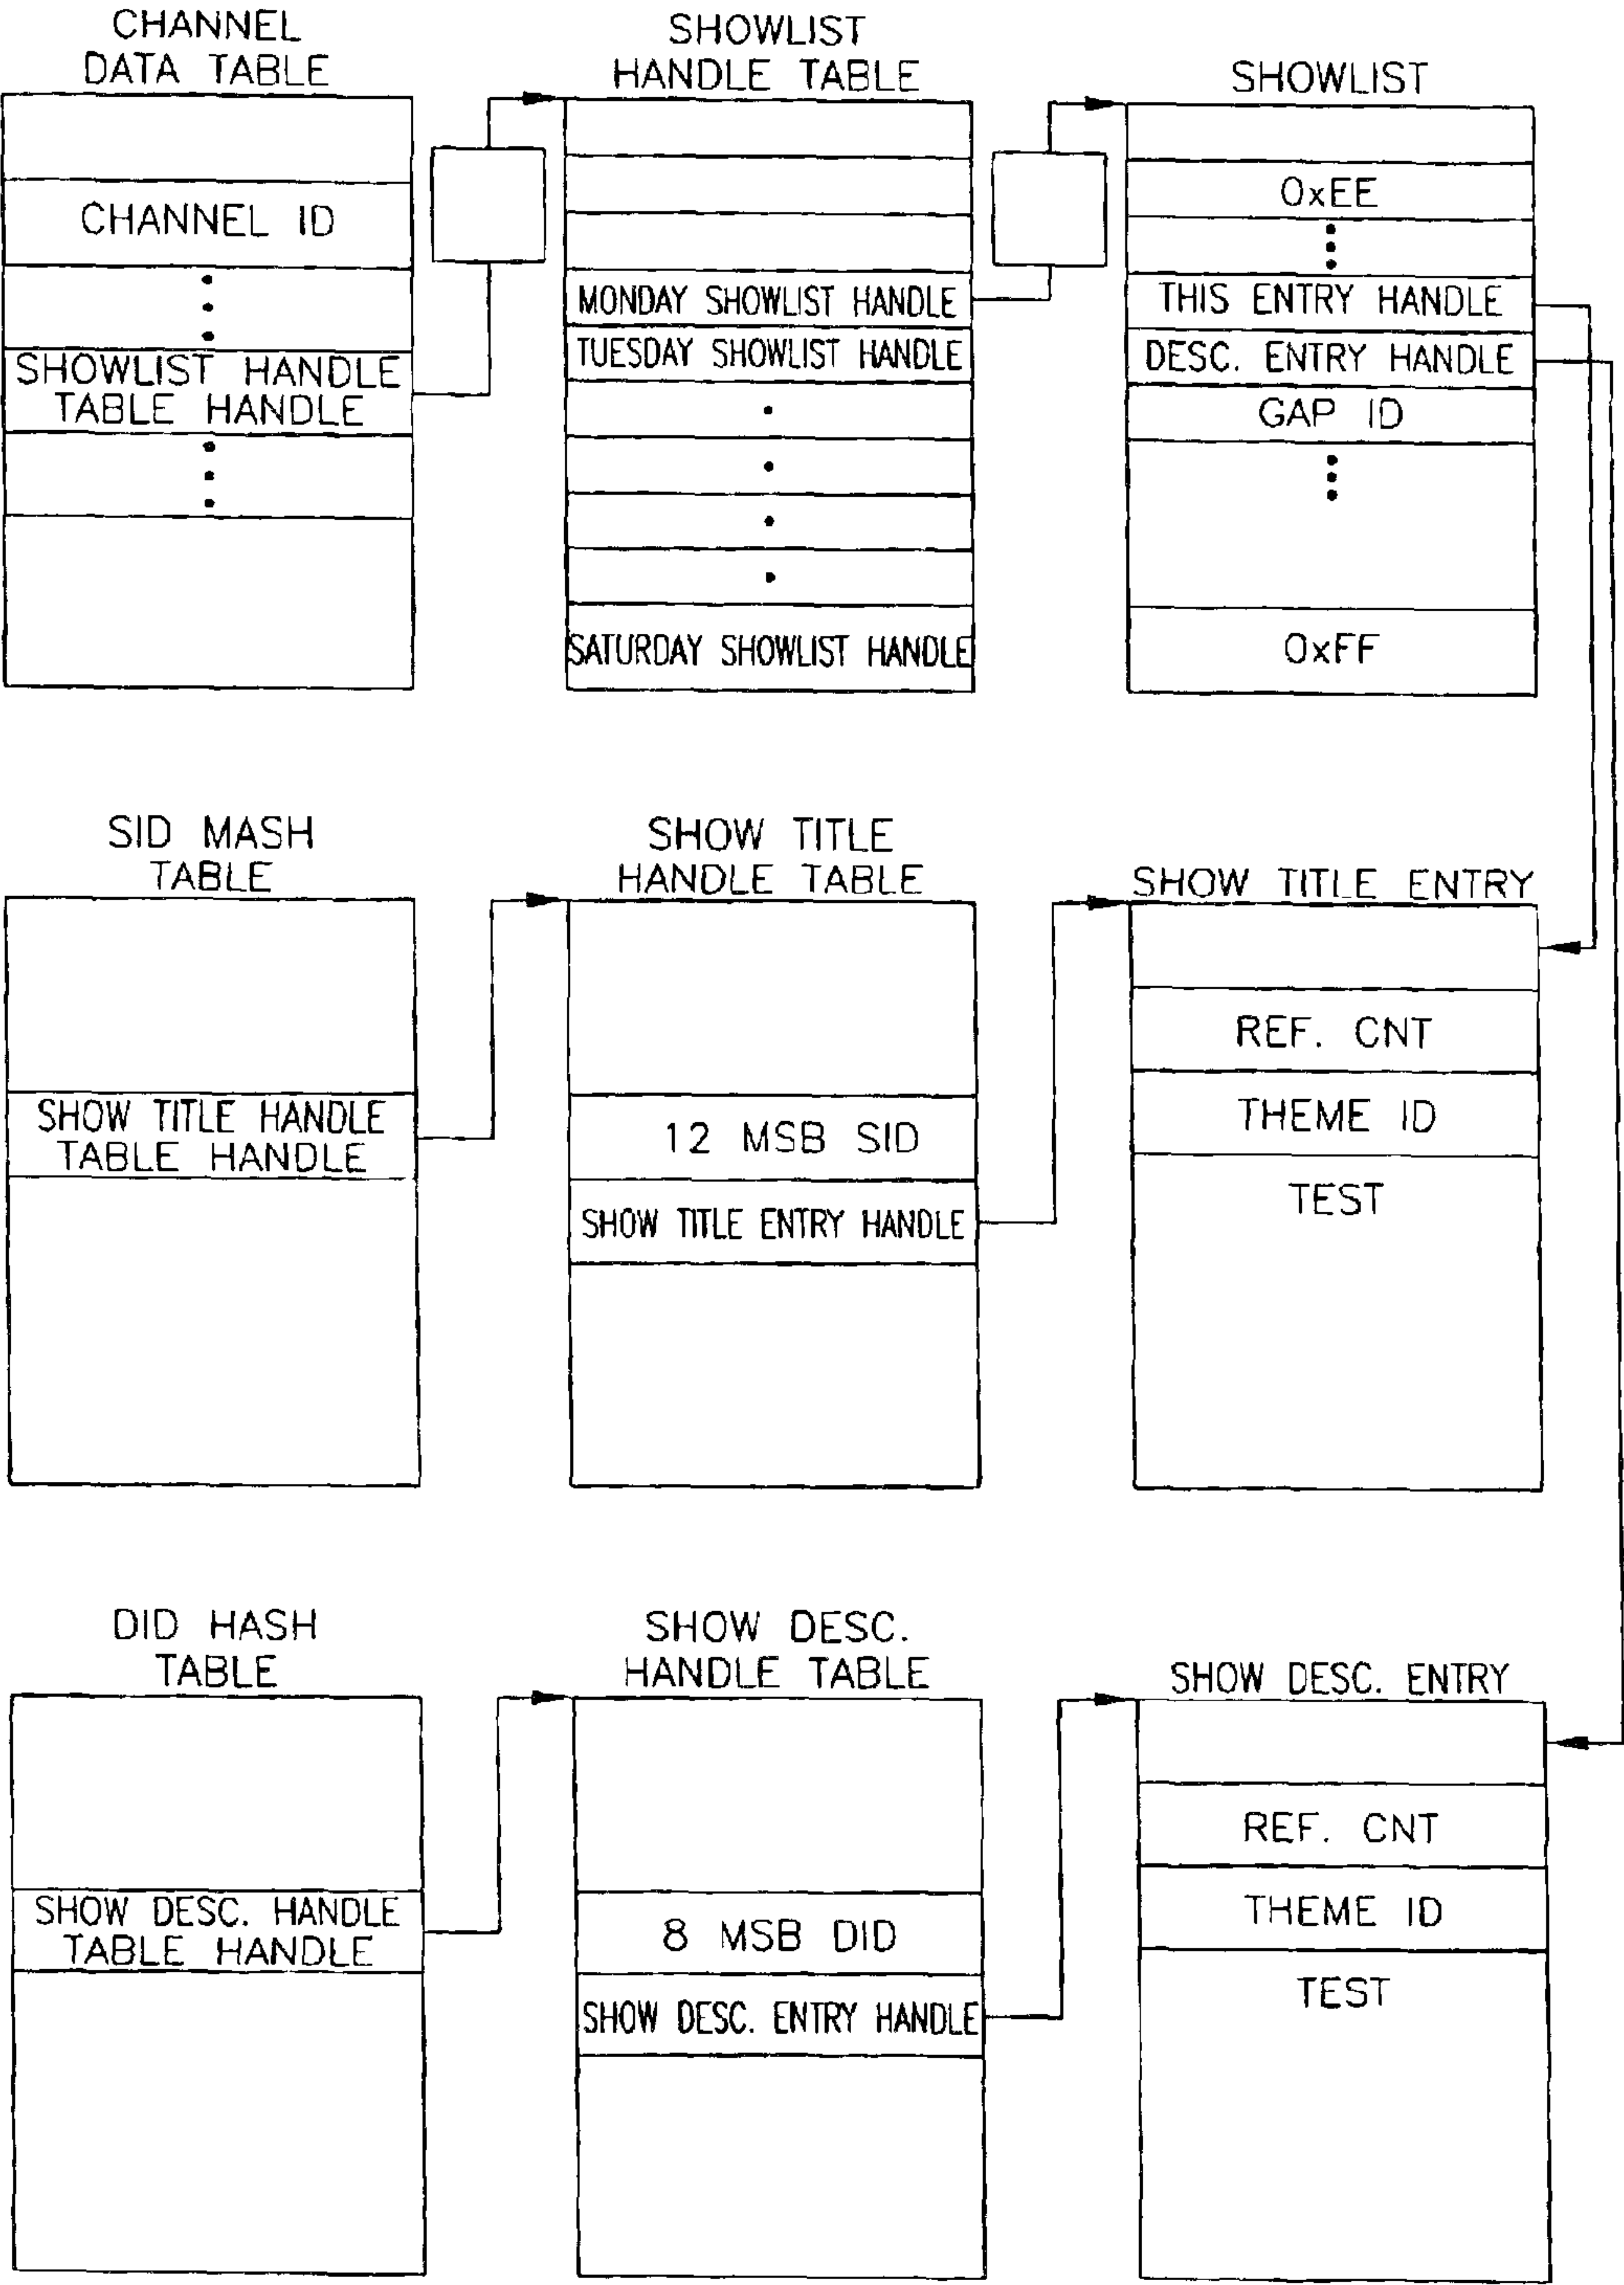 CHANNEL
DATA TABLE
CHANNEL ID
SHOWLIST HANDLE
TABLE HANDLE
SHOWLIST
HANDLE TABLE
MONDAY SHOWLIST HANDLE
TUESDAY SHOWLIST HANDLE
SATURDAY SHOWLIST HANDLE
SHOWLIST
0xEE
THIS ENTRY HANDLE
DESC. ENTRY HANDLE
GAP ID
0xFF
SID MASH
TABLE
SHOW TITLE HANDLE
TABLE HANDLE
SHOW TITLE
HANDLE TABLE
12 MSB SID
SHOW TITLE ENTRY HANDLE
SHOW TITLE ENTRY
REF. CNT
THEME ID
TEST
DID HASH
TABLE
SHOW DESC. HANDLE
TABLE HANDLE
SHOW DESC.
HANDLE TABLE
8 MSB DID
SHOW DESC. ENTRY HANDLE
SHOW DESC. ENTRY
REF. CNT
THEME ID
TEST